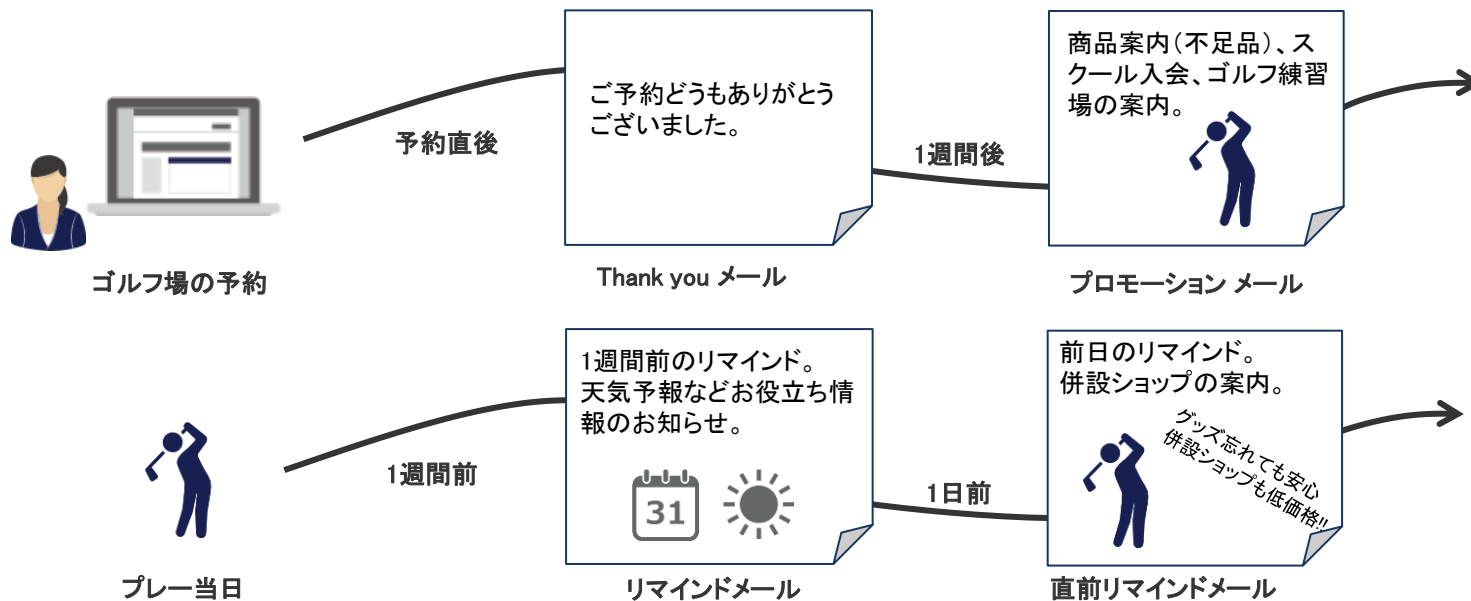 ご予約どうもありがとう
ございました。
商品案内(不足品)、ス
クール入会、ゴルフ練習
場の案内。
予約直後
1週間後
ゴルフ場の予約
Thank you メール
プロモーション メール
1週間前のリマインド。
天気予報などお役立ち情
報のお知らせ。
31
前日のリマインド。
併設ショップの案内。
グッズ忘れても安心
併設ショップも低価格!!
1週間前
1日前
プレー当日
リマインドメール
直前リマインドメール